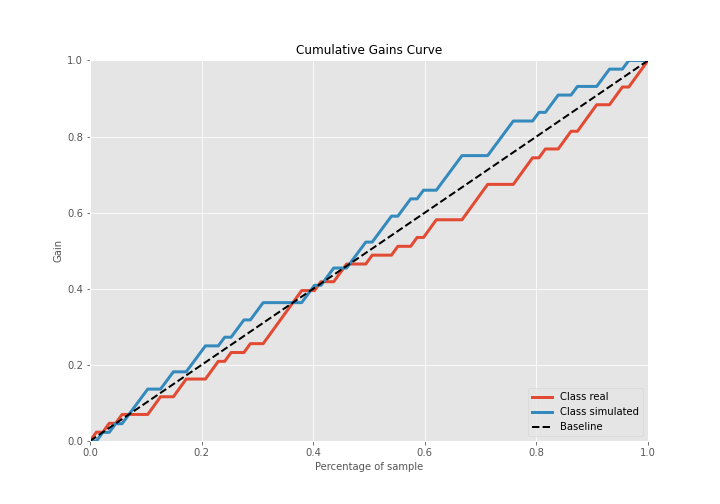 Cumulative Gains Curve
1.0
0.8
0.6
0.4
0.2
0.0
Gain
0.0 0.2 0.4 0.6 0.8 1.0
Percentage of sample
Class real
Class simulated
Baseline